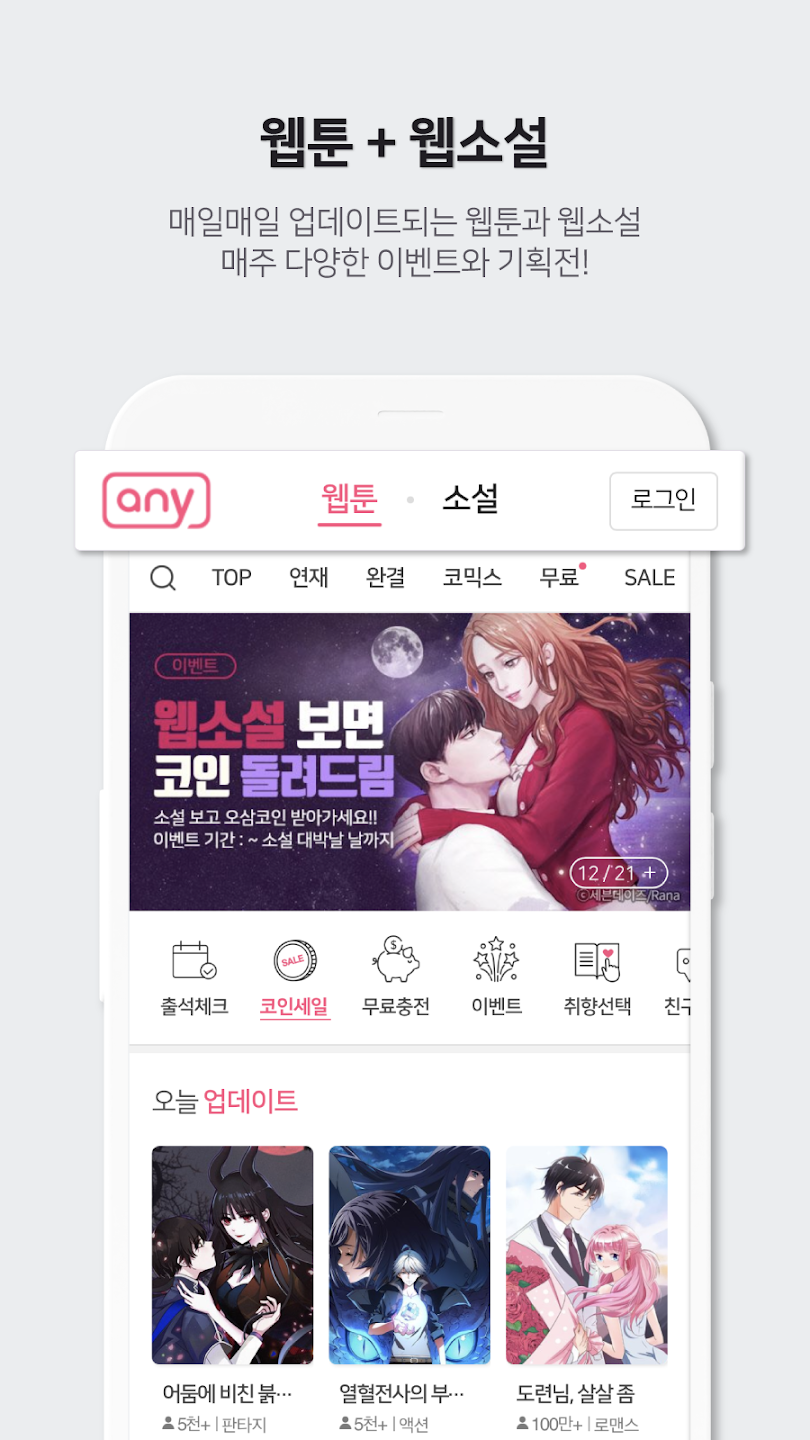 웹툰 + 웹소설
매일매일 업데이트되는 웹툰과 웹소설
매주 다양한 이벤트와 기획전!
any 웹툰 • 소설 로그인
TOP 연재 완결 코믹스 무료 SALE
이벤트
웹소설 보면
코인 돌려드림
소설 보고 오삼코인 받아가세요!!
이벤트 기간 : ~ 소설 대박날 날까지
12/21 +
©세븐데이즈/Rana
SALE
출석체크 코인세일 무료충전 이벤트 취향선택 친구
오늘 업데이트
어둠에 비친 붉··· 열혈전사의 부··· 도련님, 살살 좀
5천+ | 판타지 5천+ | 액션 100만+ | 로맨스